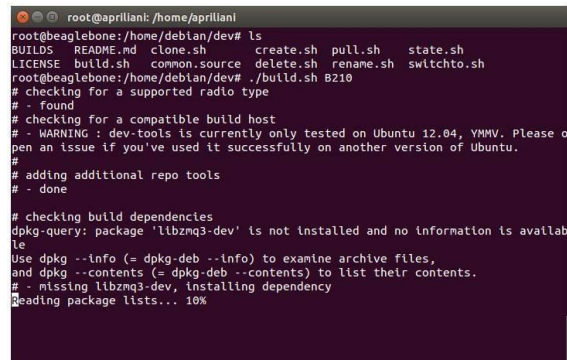 root@apriliani: /home/apriliani
root@beaglebone:/home/debian/dev# ls
BUILDS README.md clone.sh create.sh pull.sh state.sh
LICENSE build.sh common.source delete.sh rename.sh switchto.sh
root@beaglebone:/home/debian/dev# ./build.sh B210
# checking for a supported radio type
# - found
# checking for a compatible build host
# - WARNING : dev-tools is currently only tested on Ubuntu 12.04, YMMV. Please o
pen an issue if you've used it successfully on another version of Ubuntu.
#
# adding additional repo tools
# - done
# checking build dependencies
dpkg-query: package 'libzmq3-dev' is not installed and no information is availab
le
Use dpkg --info (= dpkg-deb --info) to examine archive files,
and dpkg --contents (= dpkg-deb --contents) to list their contents.
# - missing libzmq3-dev, installing dependency
Reading package lists... 10%